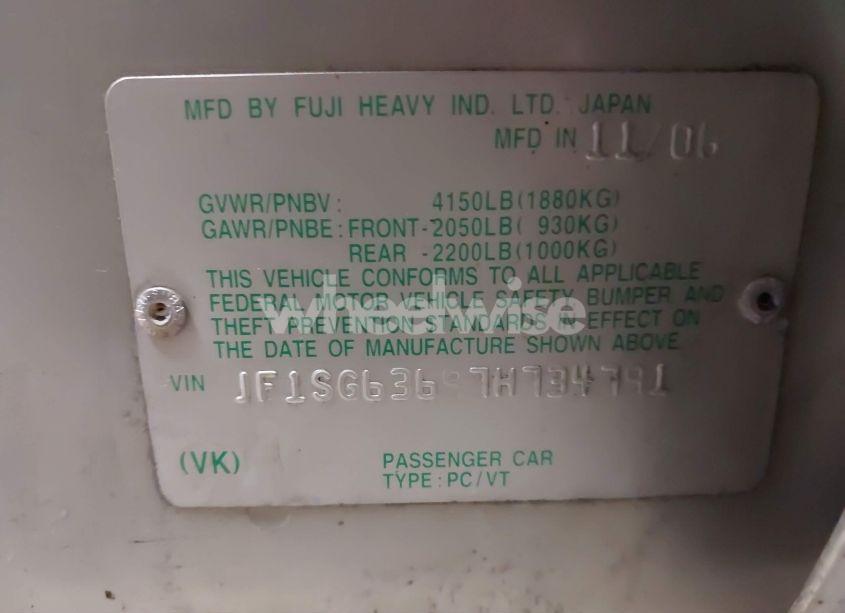 MFD BY FUJI HEAVY IND. LTD. JAPAN
MFD IN 11/06
GVWR/PNBV: 4150LB(1880KG)
GAWR/PNBE: FRONT-2050LB( 930KG)
REAR -2200LB(1000KG)
THIS VEHICLE CONFORMS TO ALL APPLICABLE
FEDERAL MOTOR VEHICLE SAFETY, BUMPER AND
THEFT PREVENTION STANDARDS IN EFFECT ON
THE DATE OF MANUFACTURE SHOWN ABOVE.
wheelwise
VIN JF1SG63697H734791
(VK) PASSENGER CAR
TYPE: PC/VT